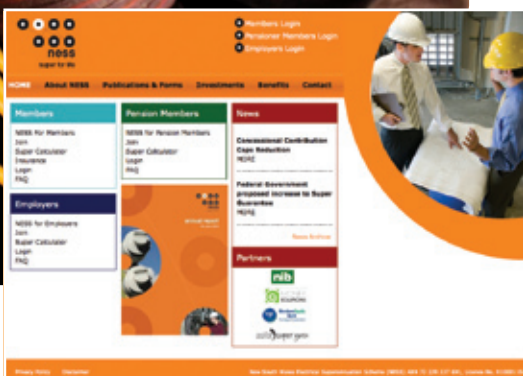 ness
super for life
Members Login
Pensioner Members Login
Employers Login
HOME About NESS Publications & Forms Investments Benefits Contact
Members
NESS for Members
Join
Super Calculator
Insurance
Login
FAQ
Employers
NESS for Employers
Join
Super Calculator
Login
FAQ
Pension Members
NESS for Pension Members
Join
Super Calculator
Login
FAQ
ness
annual report
News
Concessional Contribution
Caps Reduction
MORE
Federal Government
proposed increase to Super
Guarantee
MORE
News Archive
Partners
nib
Privacy Policy Disclaimer